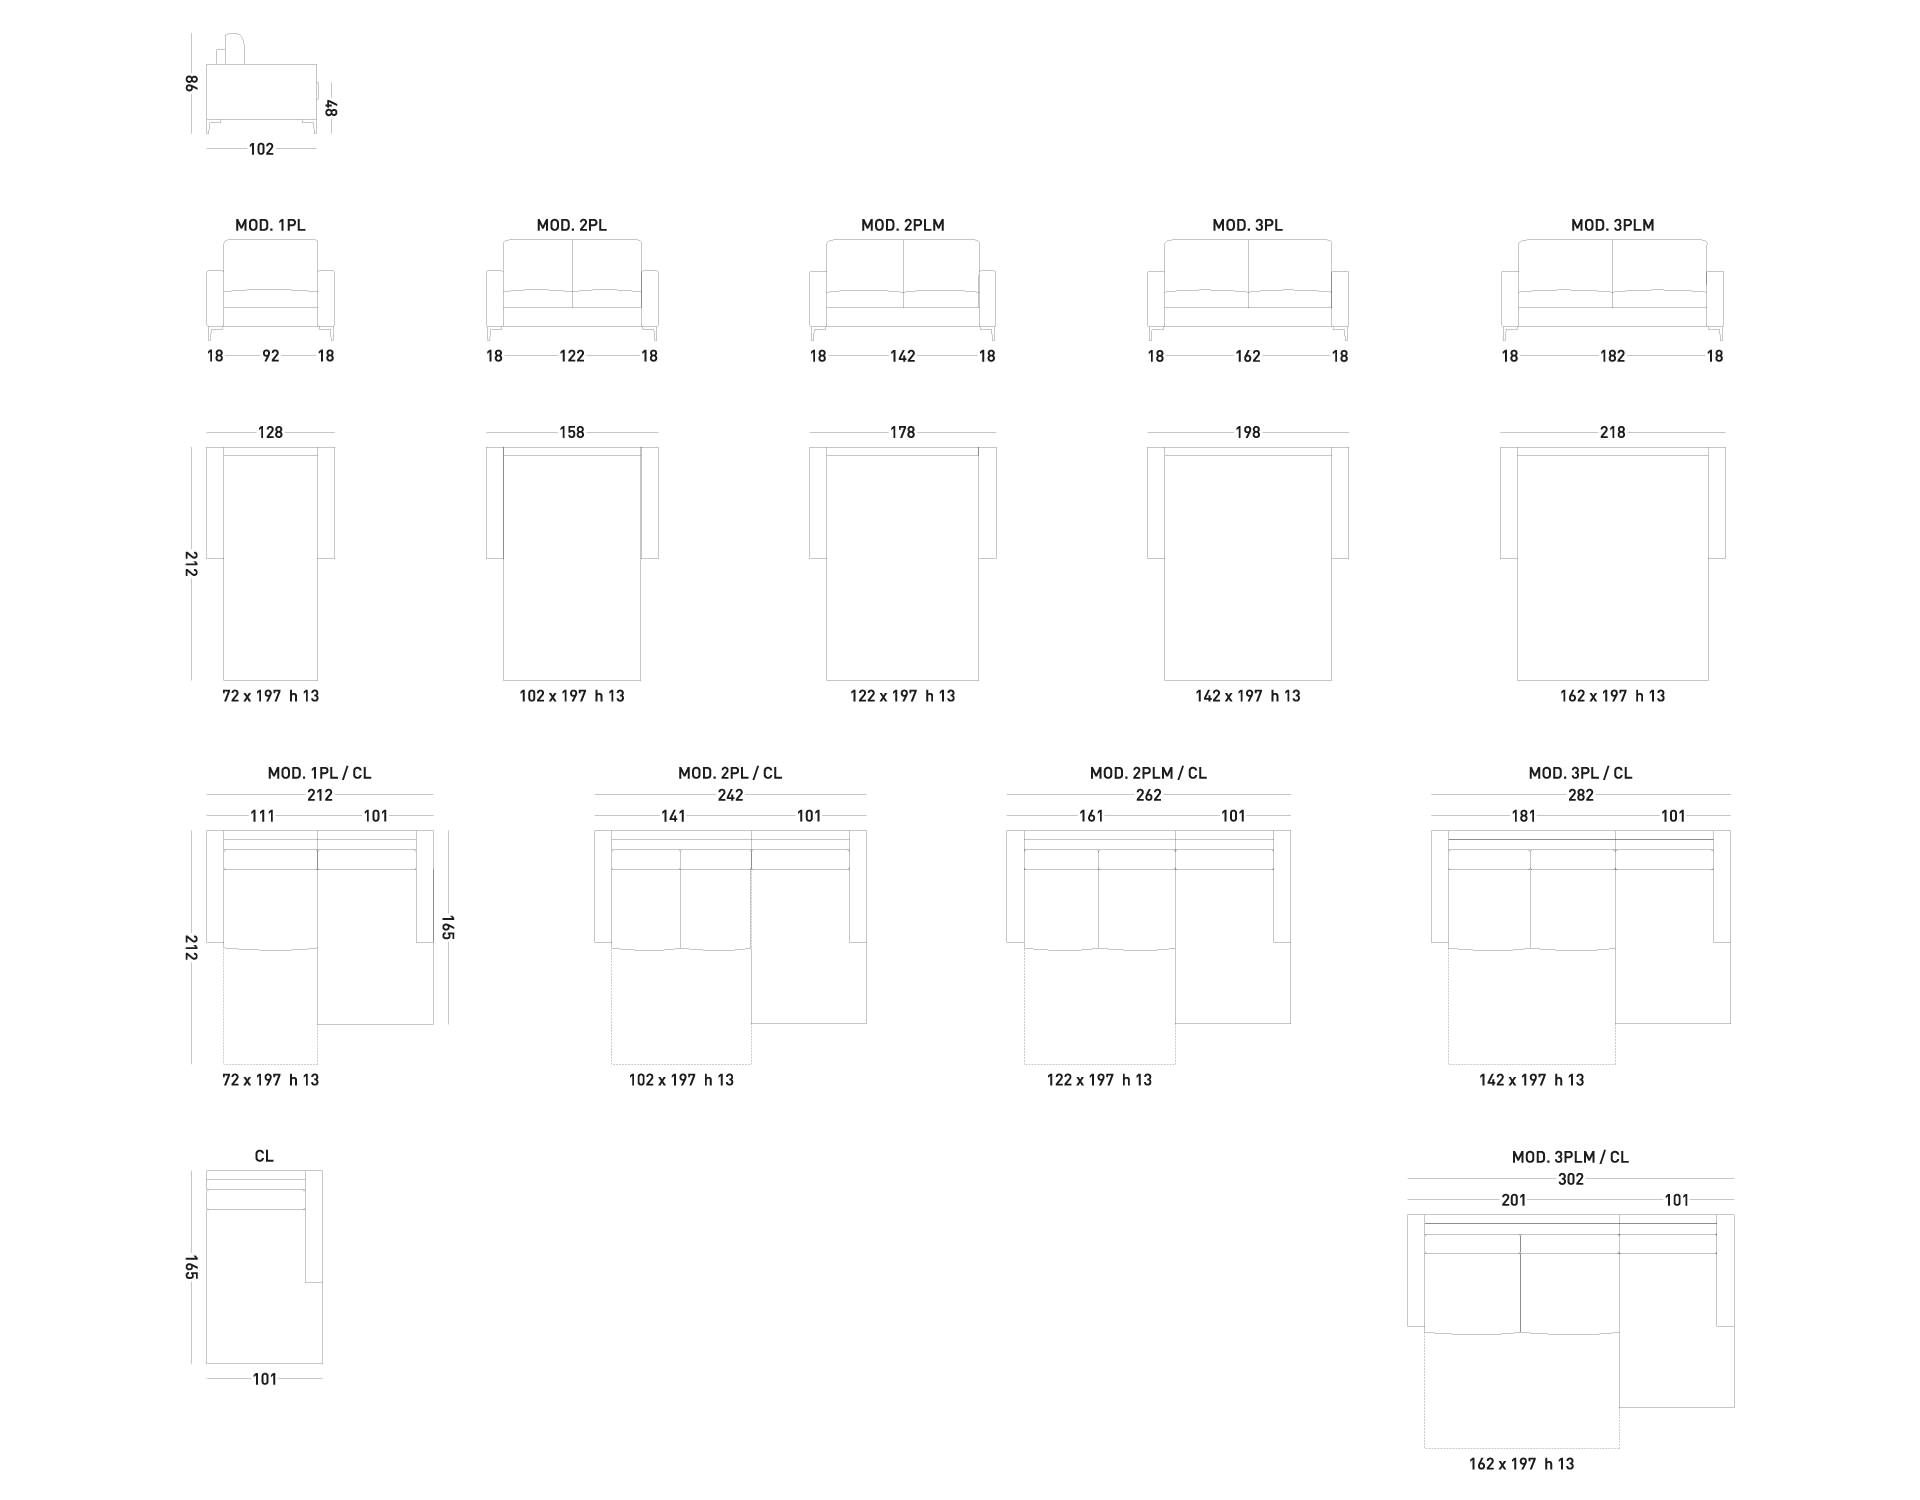 86
48
102
MOD. 1PL MOD. 2PL MOD. 2PLM MOD. 3PL MOD. 3PLM
18 92 18 18 122 18 18 142 18 18 162 18 18 182 18
128 158 178 198 218
212
72 x 197 h 13 102 x 197 h 13 122 x 197 h 13 142 x 197 h 13 162 x 197 h 13
MOD. 1PL / CL MOD. 2PL / CL MOD. 2PLM / CL MOD. 3PL / CL
212 242 262 282
111 101 141 101 161 101 181 101
165
212
72 x 197 h 13 102 x 197 h 13 122 x 197 h 13 142 x 197 h 13
CL MOD. 3PLM / CL
302
201 101
165
101
162 x 197 h 13